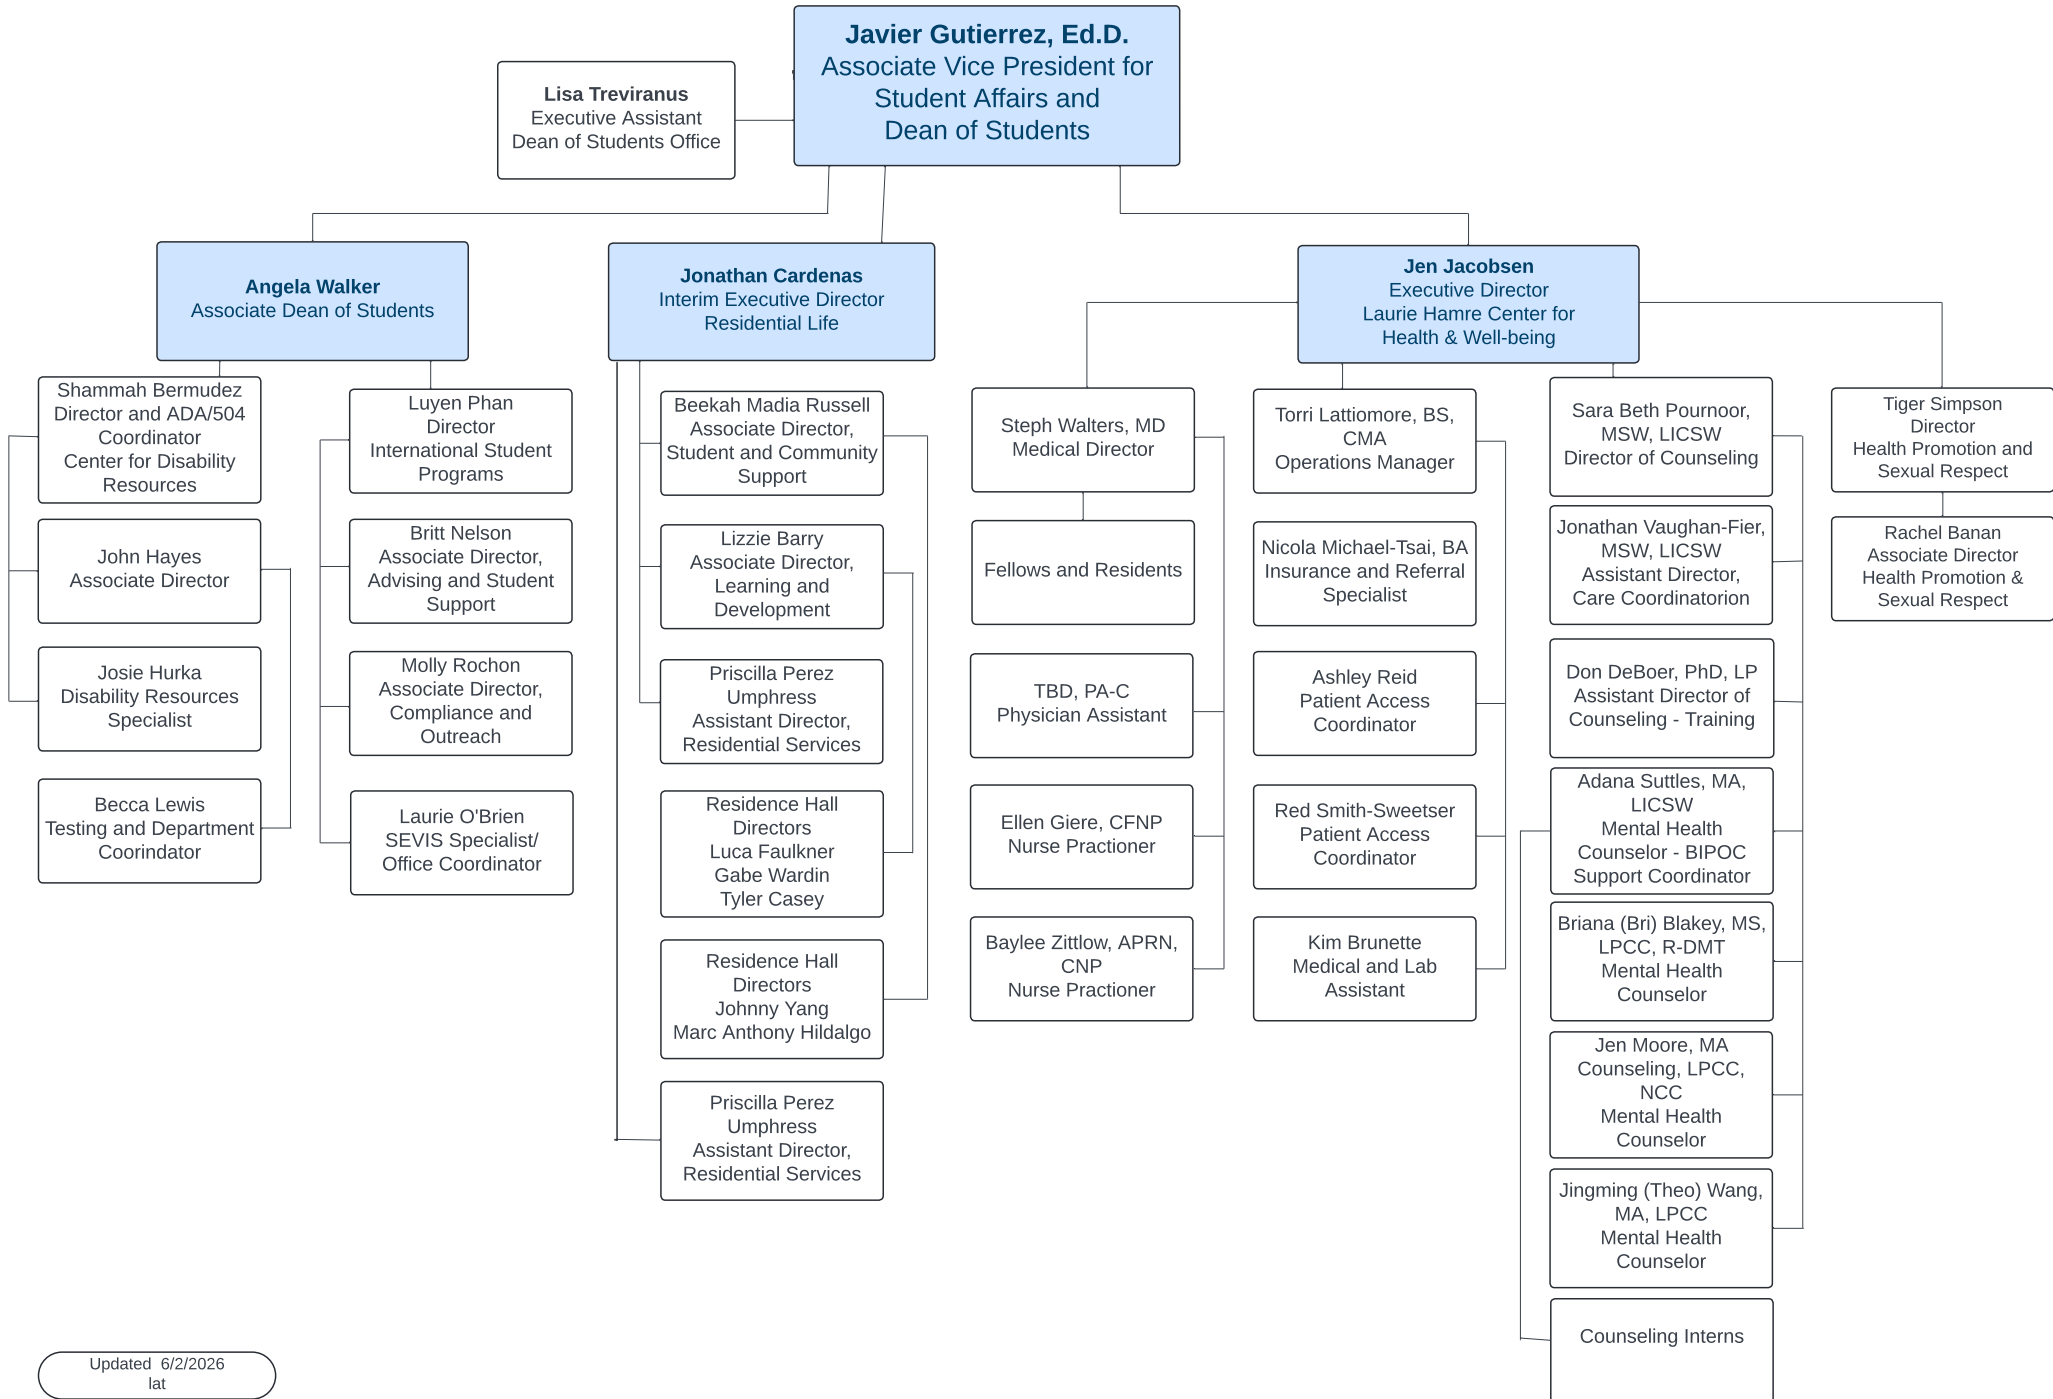 Javier Gutierrez, Ed.D.
Associate Vice President for
Student Affairs and
Dean of Students
Lisa Treviranus
Executive Assistant
Dean of Students Office
Angela Walker
Associate Dean of Students
Jonathan Cardenas
Interim Executive Director
Residential Life
Jen Jacobsen
Executive Director
Laurie Hamre Center for
Health & Well-being
Shammah Bermudez
Director and ADA/504
Coordinator
Center for Disability
Resources
John Hayes
Associate Director
Josie Hurka
Disability Resources
Specialist
Becca Lewis
Testing and Department
Coorindator
Luyen Phan
Director
International Student
Programs
Britt Nelson
Associate Director,
Advising and Student
Support
Molly Rochon
Associate Director,
Compliance and
Outreach
Laurie O'Brien
SEVIS Specialist/
Office Coordinator
Beekah Madia Russell
Associate Director,
Student and Community
Support
Lizzie Barry
Associate Director,
Learning and
Development
Priscilla Perez
Umphress
Assistant Director,
Residential Services
Residence Hall
Directors
Luca Faulkner
Gabe Wardin
Tyler Casey
Residence Hall
Directors
Johnny Yang
Marc Anthony Hildalgo
Priscilla Perez
Umphress
Assistant Director,
Residential Services
Steph Walters, MD
Medical Director
Fellows and Residents
TBD, PA-C
Physician Assistant
Ellen Giere, CFNP
Nurse Practioner
Baylee Zittlow, APRN,
CNP
Nurse Practioner
Torri Lattiomore, BS,
CMA
Operations Manager
Nicola Michael-Tsai, BA
Insurance and Referral
Specialist
Ashley Reid
Patient Access
Coordinator
Red Smith-Sweetser
Patient Access
Coordinator
Kim Brunette
Medical and Lab
Assistant
Sara Beth Pournoor,
MSW, LICSW
Director of Counseling
Jonathan Vaughan-Fier,
MSW, LICSW
Assistant Director,
Care Coordinatorion
Don DeBoer, PhD, LP
Assistant Director of
Counseling - Training
Adana Suttles, MA,
LICSW
Mental Health
Counselor - BIPOC
Support Coordinator
Briana (Bri) Blakey, MS,
LPCC, R-DMT
Mental Health
Counselor
Jen Moore, MA
Counseling, LPCC,
NCC
Mental Health
Counselor
Jingming (Theo) Wang,
MA, LPCC
Mental Health
Counselor
Counseling Interns
Tiger Simpson
Director
Health Promotion and
Sexual Respect
Rachel Banan
Associate Director
Health Promotion &
Sexual Respect
Updated 6/2/2026
lat